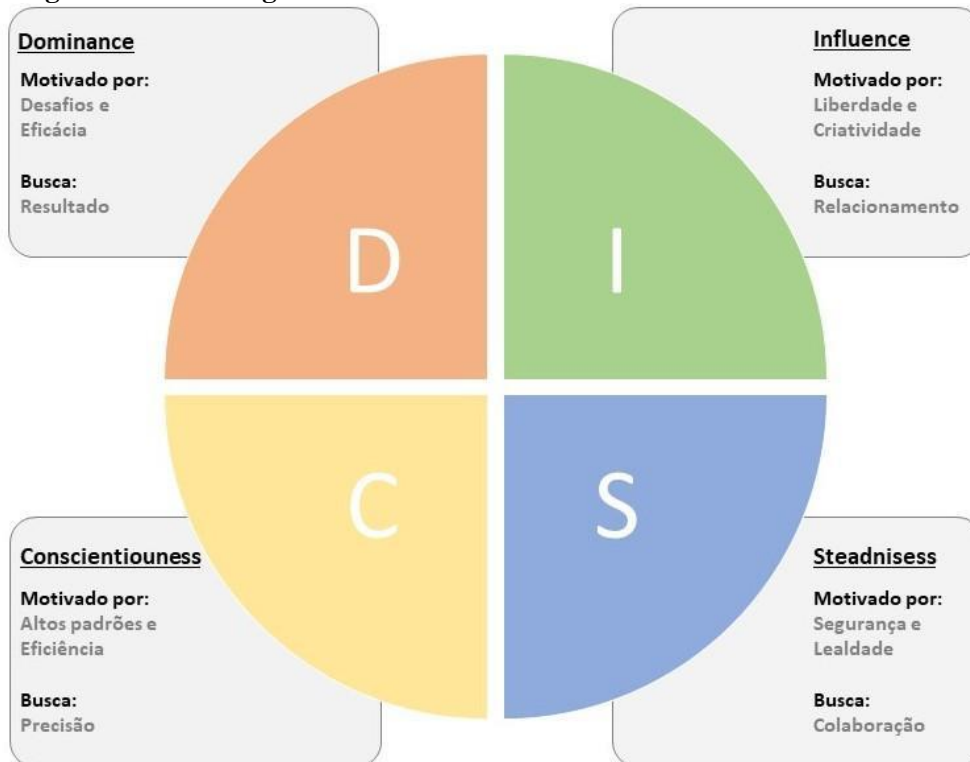 Dominance
Motivado por:
Desafios e
Eficácia
Busca:
Resultado
Influence
Motivado por:
Liberdade e
Criatividade
Busca:
Relacionamento
D
I
C
S
Conscientiouness
Motivado por:
Altos padrões e
Eficiência
Busca:
Precisão
Steadnisess
Motivado por:
Segurança e
Lealdade
Busca:
Colaboração